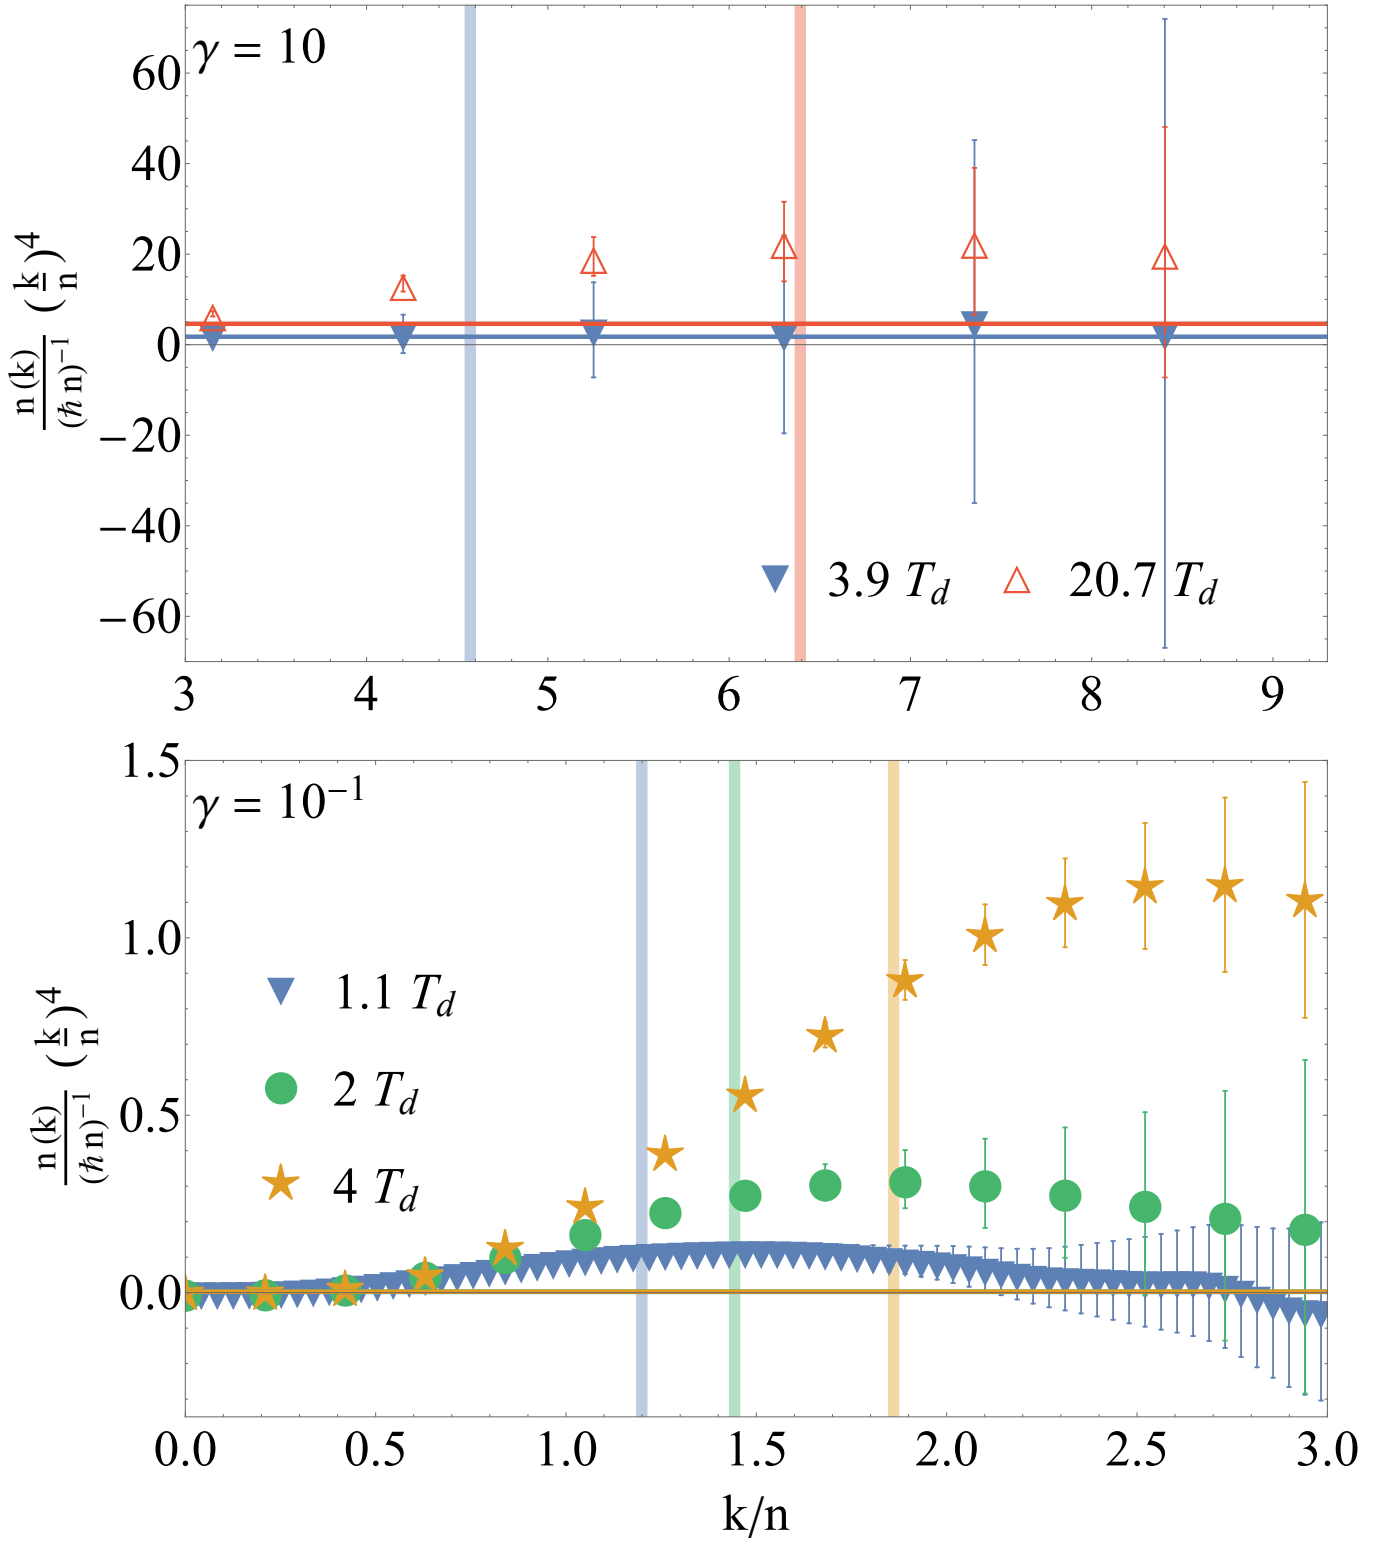 γ = 10
60
40
20
0
−20
−40
−60
n(k)/(ħ n)⁻¹ (k/n)⁴
3.9 T_d
20.7 T_d
3 4 5 6 7 8 9
γ = 10⁻¹
1.5
1.0
0.5
0.0
n(k)/(ħ n)⁻¹ (k/n)⁴
1.1 T_d
2 T_d
4 T_d
0.0 0.5 1.0 1.5 2.0 2.5 3.0
k/n